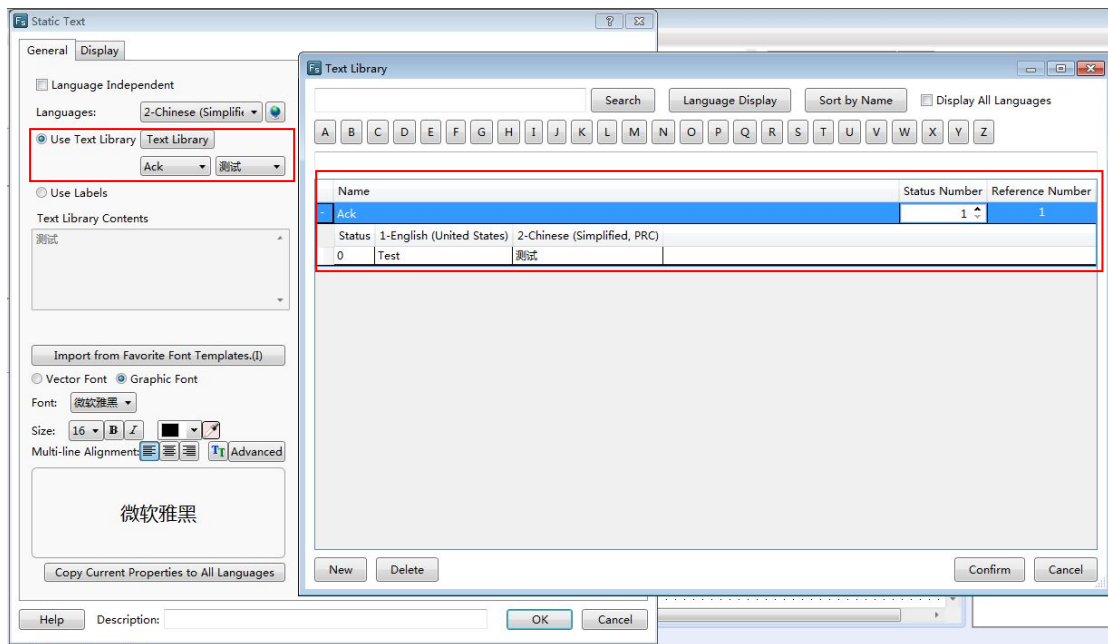 Static Text
General Display
Language Independent
Languages: 2-Chinese (Simplifie
Use Text Library Text Library
Ack 测试
Use Labels
Text Library Contents
测试
Import from Favorite Font Templates.(I)
Vector Font Graphic Font
Font: 微软雅黑
Size: 16 B I
Multi-line Alignment: TT Advanced
微软雅黑
Copy Current Properties to All Languages
Help Description: OK Cancel
Fs Text Library
Search Language Display Sort by Name Display All Languages
A B C D E F G H I J K L M N O P Q R S T U V W X Y Z
Name Status Number Reference Number
Ack 1 1
Status 1-English (United States) 2-Chinese (Simplified, PRC)
0 Test 测试
New Delete Confirm Cancel